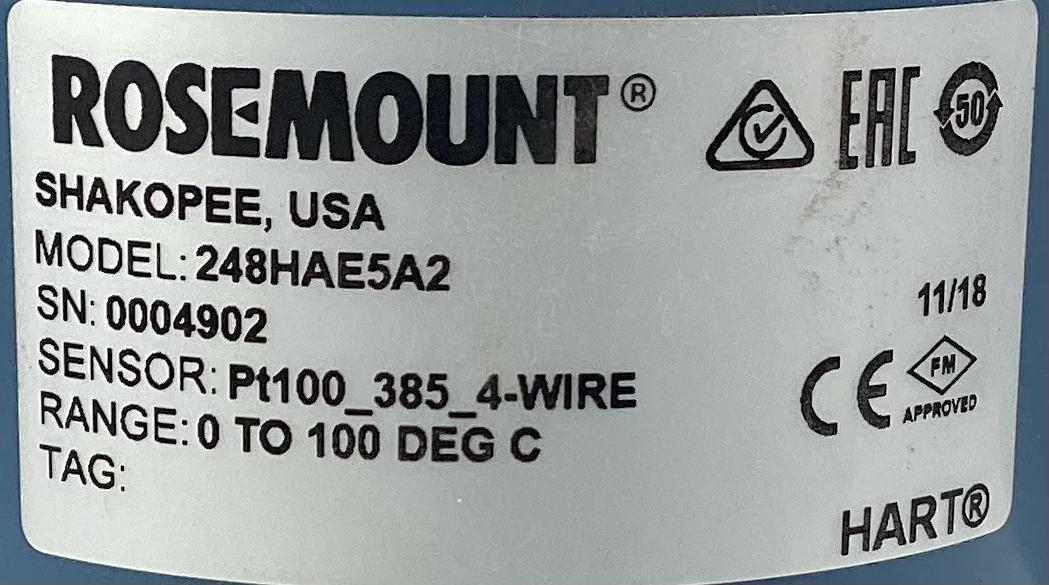 ROSEMOUNT®
EAC 50
SHAKOPEE, USA
MODEL: 248HAE5A2
SN: 0004902
11/18
SENSOR: Pt100_385_4-WIRE
CE FM
APPROVED
RANGE: 0 TO 100 DEG C
TAG:
HART®